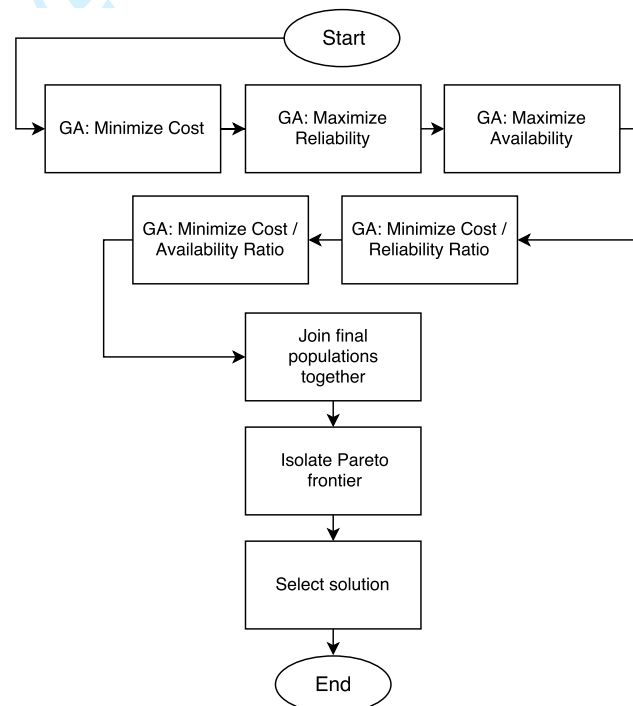 Start
GA: Minimize Cost
GA: Maximize
Reliability
GA: Maximize
Availability
GA: Minimize Cost /
Availability Ratio
GA: Minimize Cost /
Reliability Ratio
Join final
populations
together
Isolate Pareto
frontier
Select solution
End